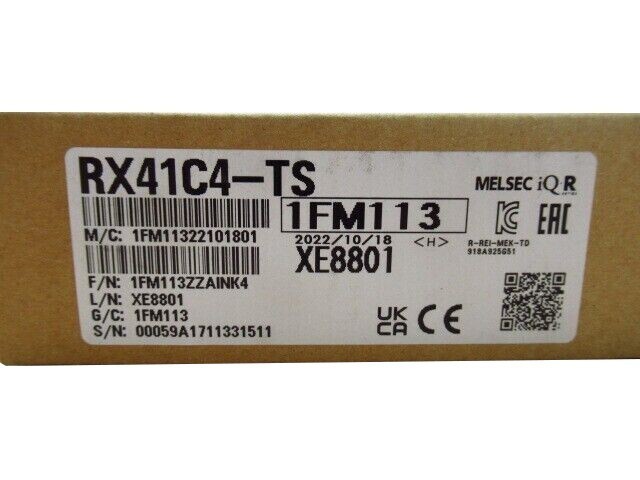 RX41C4-TS
MELSEC iQ-R
1FM113
M/C: 1FM11322101801
2022/10/18 <H>
XE8801
R-REI-MEK-TD
918A925G51
F/N: 1FM113ZZAINK4
L/N: XE8801
G/C: 1FM113
S/N: 00059A1711331511
EAC
UK
CA
CE